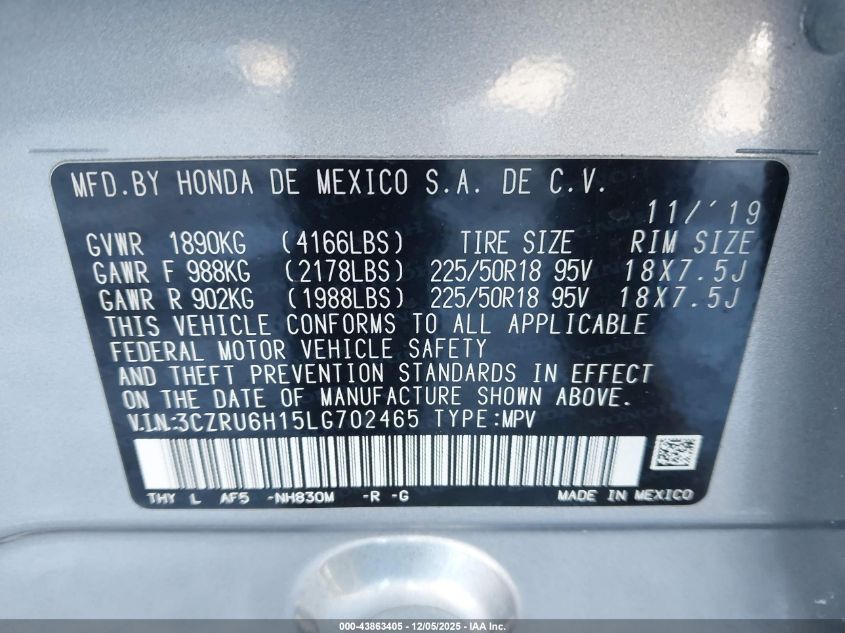 MFD.BY HONDA DE MEXICO S.A. DE C.V.
11/'19
GVWR 1890KG (4166LBS) TIRE SIZE RIM SIZE
GAWR F 988KG (2178LBS) 225/50R18 95V 18X7.5J
GAWR R 902KG (1988LBS) 225/50R18 95V 18X7.5J
THIS VEHICLE CONFORMS TO ALL APPLICABLE
FEDERAL MOTOR VEHICLE SAFETY
AND THEFT PREVENTION STANDARDS IN EFFECT
ON THE DATE OF MANUFACTURE SHOWN ABOVE.
V.I.N.:3CZRU6H15LG702465 TYPE:MPV
THY L AF5 -NH830M -R -G MADE IN MEXICO
000-43863405 - 12/05/2025 - IAA Inc.